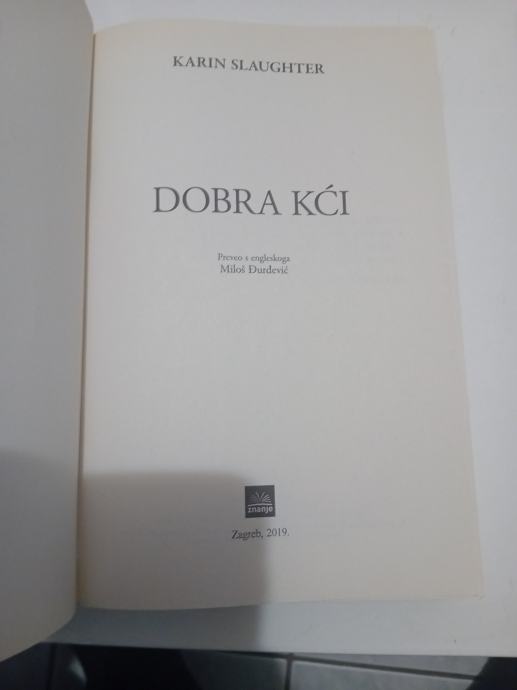 KARIN SLAUGHTER
DOBRA KĆI
Preveo s engleskoga
Miloš Đurđević
znanje
Zagreb, 2019.